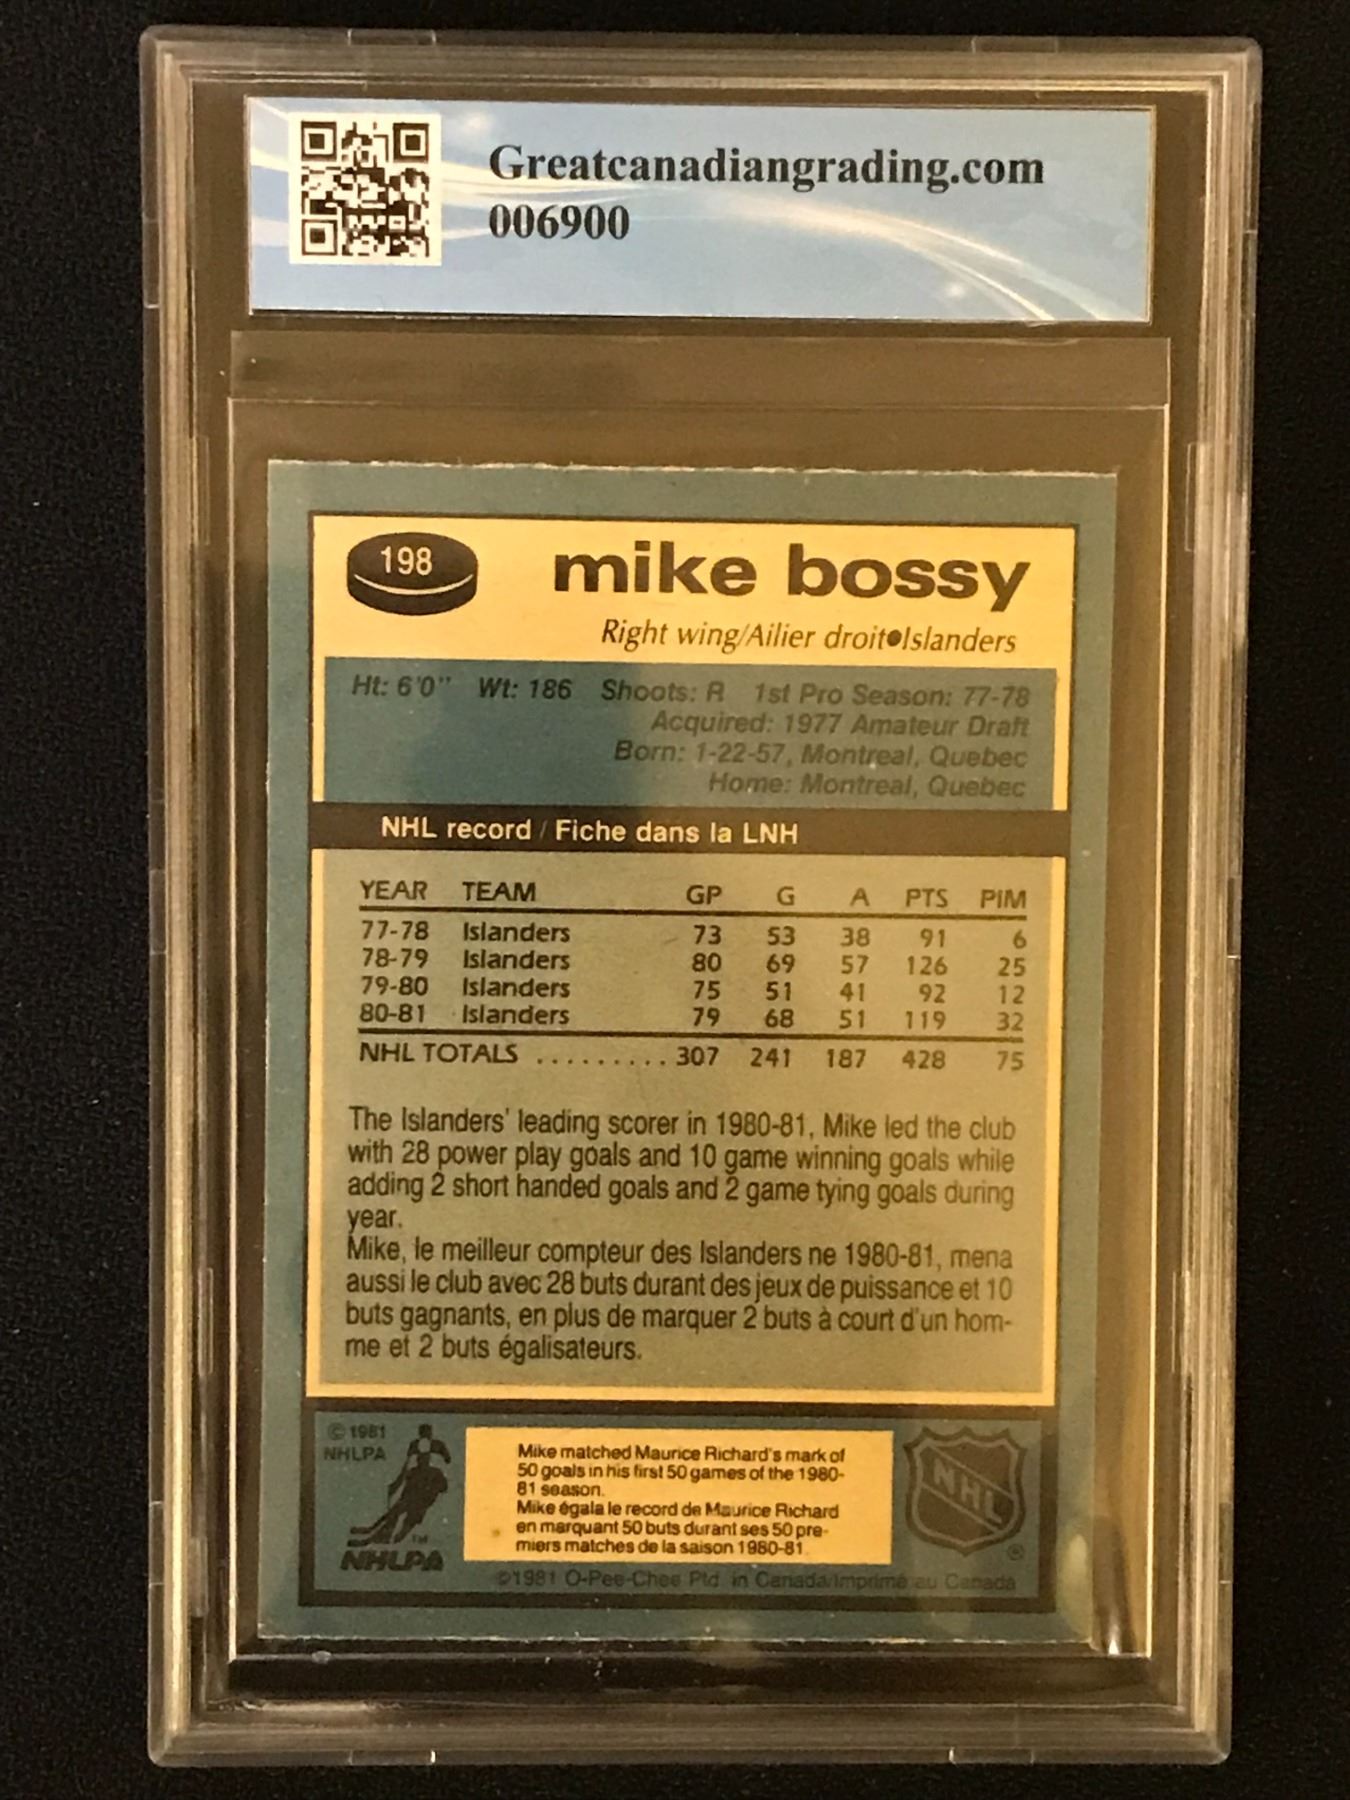 Greatcanadiangrading.com
006900
198
mike bossy
Right wing/Ailier droit●Islanders
Ht: 6'0" Wt: 186 Shoots: R 1st Pro Season: 77-78
Acquired: 1977 Amateur Draft
Born: 1-22-57, Montreal, Quebec
Home: Montreal, Quebec
NHL record / Fiche dans la LNH
YEAR TEAM GP G A PTS PIM
77-78 Islanders 73 53 38 91 6
78-79 Islanders 80 69 57 126 25
79-80 Islanders 75 51 41 92 12
80-81 Islanders 79 68 51 119 32
NHL TOTALS .......... 307 241 187 428 75
The Islanders' leading scorer in 1980-81, Mike led the club
with 28 power play goals and 10 game winning goals while
adding 2 short handed goals and 2 game tying goals during
year.
Mike, le meilleur compteur des Islanders ne 1980-81, mena
aussi le club avec 28 buts durant des jeux de puissance et 10
buts gagnants, en plus de marquer 2 buts à court d'un hom-
me et 2 buts égalisateurs.
© 1981
NHLPA
TM
NHLPA
Mike matched Maurice Richard's mark of
50 goals in his first 50 games of the 1980-
81 season.
Mike égala le record de Maurice Richard
en marquant 50 buts durant ses 50 pre-
miers matches de la saison 1980-81.
NHL
®
©1981 O-Pee-Chee Ptd. in Canada/Imprimé au Canada